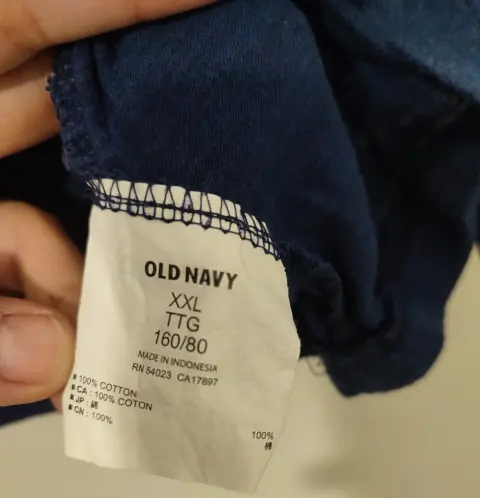 OLD NAVY
XXL
TTG
160/80
MADE IN INDONESIA
RN 54023 CA17897
100% COTTON
CA : 100% COTON
JP : 綿 100%
CN : 100% 棉